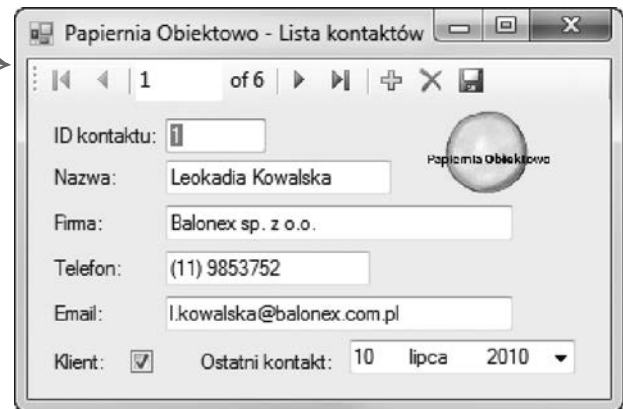 Papiernia Obiektowo - Lista kontaktów
1 of 6
ID kontaktu: 1
Papiernia Obiektowo
Nazwa: Leokadia Kowalska
Firma: Balonex sp. z o.o.
Telefon: (11) 9853752
Email: l.kowalska@balonex.com.pl
Klient: Ostatni kontakt: 10 lipca 2010